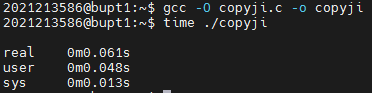 2021213586@bupt1:~$ gcc -O copyji.c -o copyji
2021213586@bupt1:~$ time ./copyji
real    0m0.061s
user    0m0.048s
sys     0m0.013s